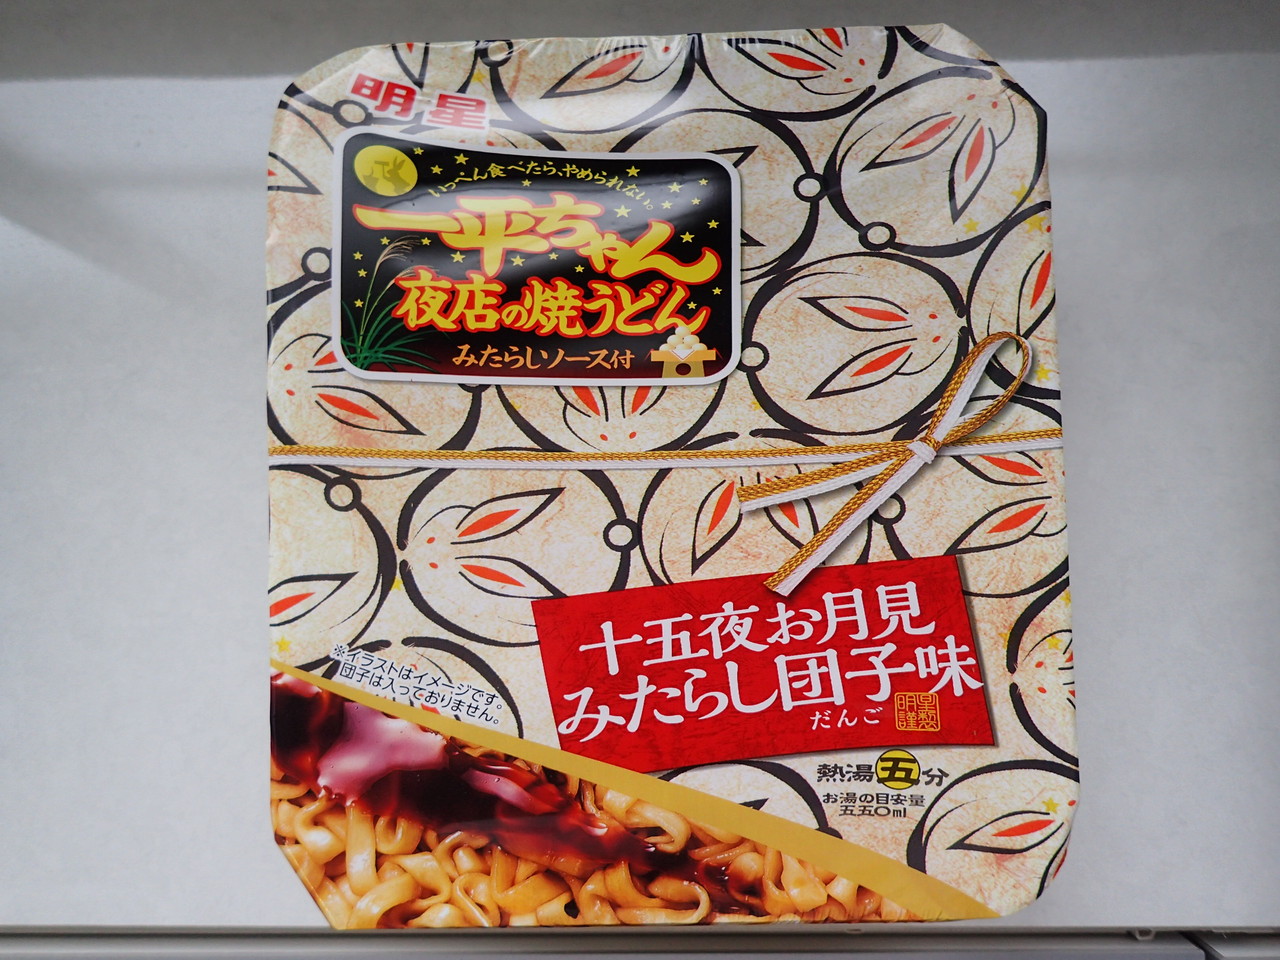 明星
いっぺん食べたら、やめられない。
一平ちゃん
夜店の焼うどん
みたらしソース付
十五夜お月見
みたらし団子味
だんご
明星
謹製
※イラストはイメージです。
団子は入っておりません。
熱湯五分
お湯の目安量
五五〇ml